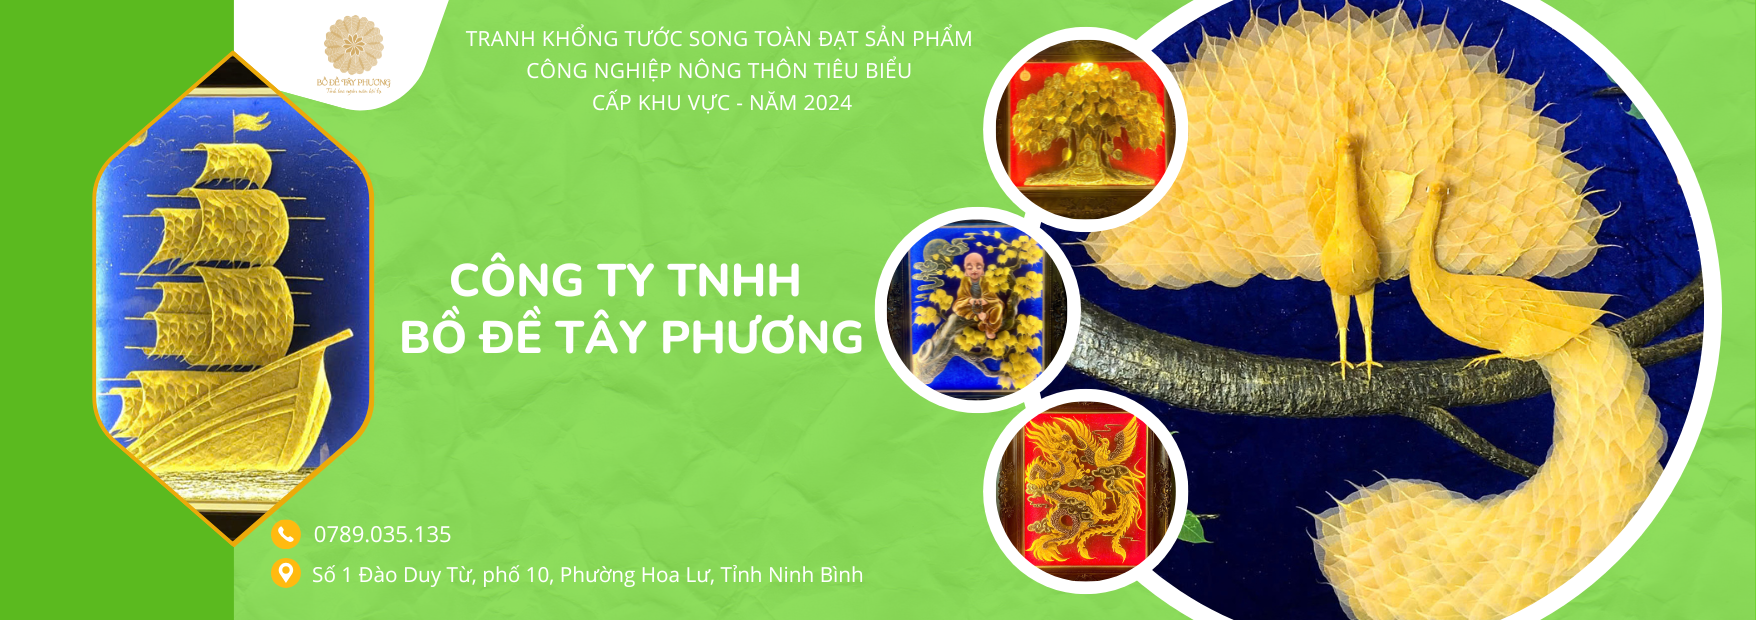 BỒ ĐỀ TÂY PHƯƠNG
TRANH KHỔNG TƯỚC SONG TOÀN ĐẠT SẢN PHẨM
CÔNG NGHIỆP NÔNG THÔN TIÊU BIỂU
CẤP KHU VỰC - NĂM 2024
CÔNG TY TNHH
BỒ ĐỀ TÂY PHƯƠNG
0789.035.135
Số 1 Đào Duy Từ, phố 10, Phường Hoa Lư, Tỉnh Ninh Bình